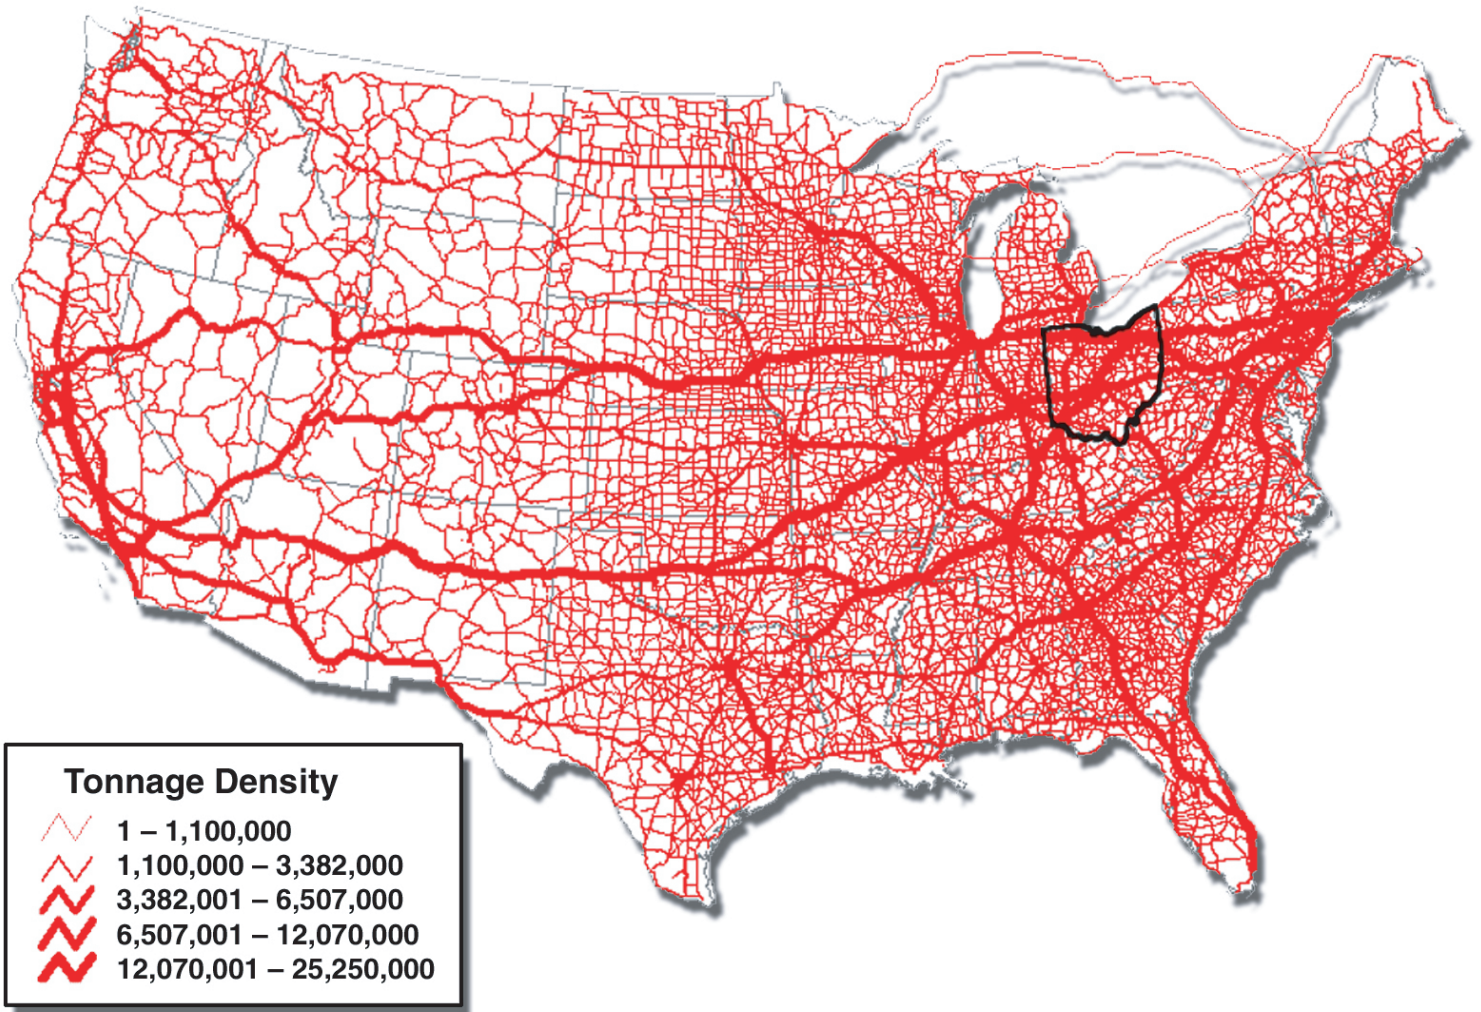 Tonnage Density
1 – 1,100,000
1,100,000 – 3,382,000
3,382,001 – 6,507,000
6,507,001 – 12,070,000
12,070,001 – 25,250,000